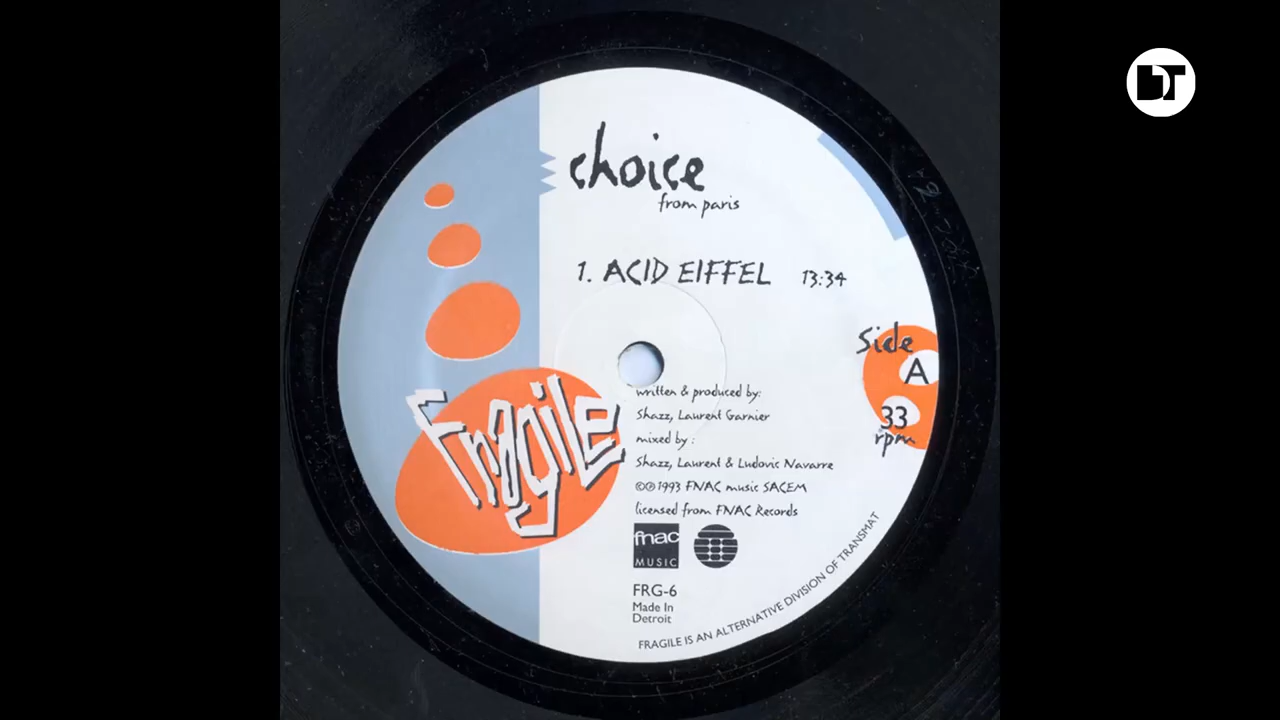 choice
from paris
1. ACID EIFFEL 13:34
Side
A
33
rpm
Fragile
written & produced by:
Shazz, Laurent Garnier
mixed by :
Shazz, Laurent & Ludovic Navarre
©℗1993 FNAC music SACEM
licensed from FNAC Records
fnac
MUSIC
FRG-6
Made In
Detroit
FRAGILE IS AN ALTERNATIVE DIVISION OF TRANSMAT